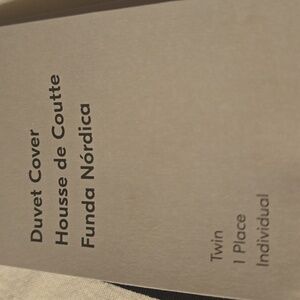 Duvet Cover
Housse de Coutte
Funda Nórdica
Twin
1 Place
Individual